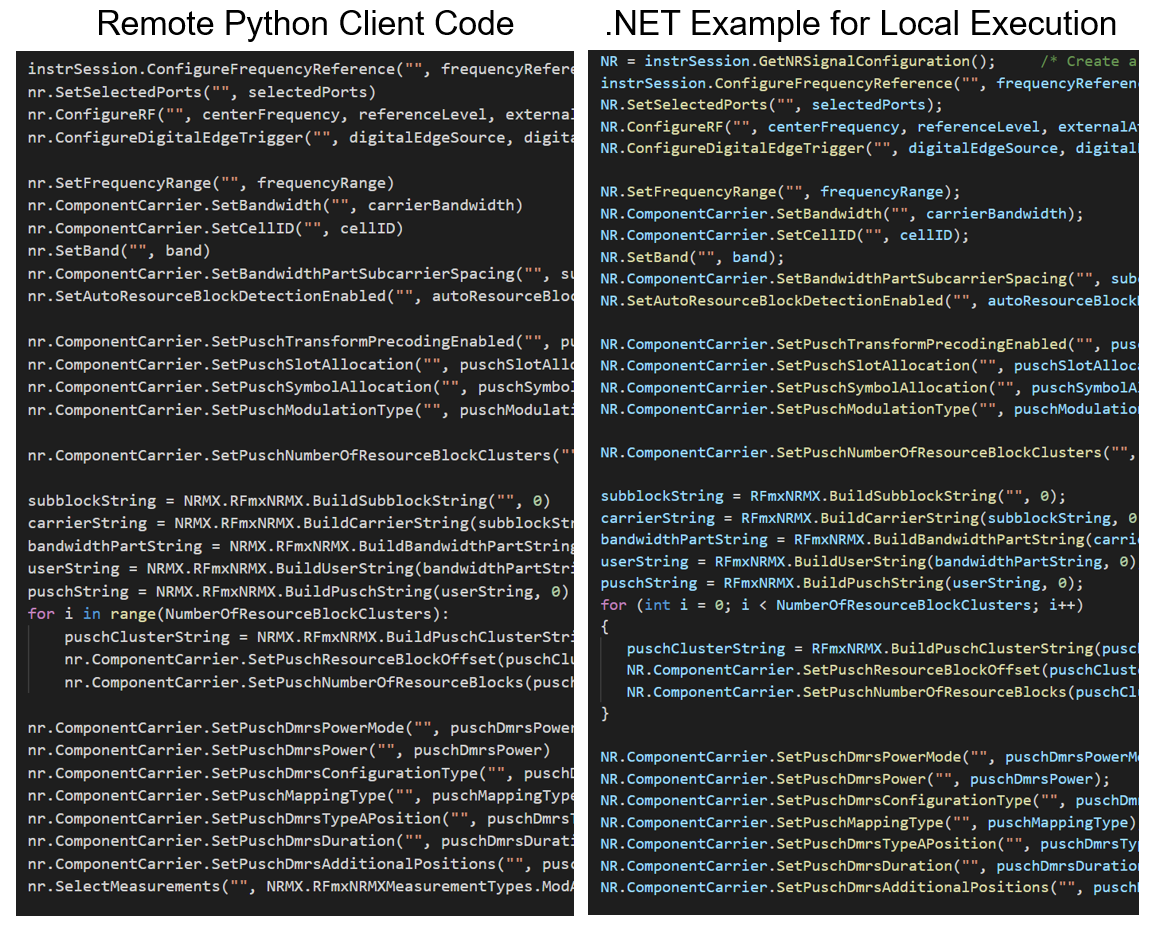 Remote Python Client Code
instrSession.ConfigureFrequencyReference("", frequencyRefere
nr.SetSelectedPorts("", selectedPorts)
nr.ConfigureRF("", centerFrequency, referenceLevel, external
nr.ConfigureDigitalEdgeTrigger("", digitalEdgeSource, digita
nr.SetFrequencyRange("", frequencyRange)
nr.ComponentCarrier.SetBandwidth("", carrierBandwidth)
nr.ComponentCarrier.SetCellID("", cellID)
nr.SetBand("", band)
nr.ComponentCarrier.SetBandwidthPartSubcarrierSpacing("", su
nr.SetAutoResourceBlockDetectionEnabled("", autoResourceBloc
nr.ComponentCarrier.SetPuschTransformPrecodingEnabled("", pu
nr.ComponentCarrier.SetPuschSlotAllocation("", puschSlotAllo
nr.ComponentCarrier.SetPuschSymbolAllocation("", puschSymbol
nr.ComponentCarrier.SetPuschModulationType("", puschModulati
nr.ComponentCarrier.SetPuschNumberOfResourceBlockClusters(""
subblockString = NRMX.RFmxNRMX.BuildSubblockString("", 0)
carrierString = NRMX.RFmxNRMX.BuildCarrierString(subblockStr
bandwidthPartString = NRMX.RFmxNRMX.BuildBandwidthPartString
userString = NRMX.RFmxNRMX.BuildUserString(bandwidthPartStri
puschString = NRMX.RFmxNRMX.BuildPuschString(userString, 0)
for i in range(NumberOfResourceBlockClusters):
puschClusterString = NRMX.RFmxNRMX.BuildPuschClusterStri
nr.ComponentCarrier.SetPuschResourceBlockOffset(puschClu
nr.ComponentCarrier.SetPuschNumberOfResourceBlocks(pusch
nr.ComponentCarrier.SetPuschDmrsPowerMode("", puschDmrsPower
nr.ComponentCarrier.SetPuschDmrsPower("", puschDmrsPower)
nr.ComponentCarrier.SetPuschDmrsConfigurationType("", puschD
nr.ComponentCarrier.SetPuschMappingType("", puschMappingType
nr.ComponentCarrier.SetPuschDmrsTypeAPosition("", puschDmrsT
nr.ComponentCarrier.SetPuschDmrsDuration("", puschDmrsDurati
nr.ComponentCarrier.SetPuschDmrsAdditionalPositions("", pusc
nr.SelectMeasurements("", NRMX.RFmxNRMXMeasurementTypes.ModA
.NET Example for Local Execution
NR = instrSession.GetNRSignalConfiguration(); /* Create a
instrSession.ConfigureFrequencyReference("", frequencyReferen
NR.SetSelectedPorts("", selectedPorts);
NR.ConfigureRF("", centerFrequency, referenceLevel, externalA
NR.ConfigureDigitalEdgeTrigger("", digitalEdgeSource, digital
NR.SetFrequencyRange("", frequencyRange);
NR.ComponentCarrier.SetBandwidth("", carrierBandwidth);
NR.ComponentCarrier.SetCellID("", cellID);
NR.SetBand("", band);
NR.ComponentCarrier.SetBandwidthPartSubcarrierSpacing("", sub
NR.SetAutoResourceBlockDetectionEnabled("", autoResourceBlock
NR.ComponentCarrier.SetPuschTransformPrecodingEnabled("", pus
NR.ComponentCarrier.SetPuschSlotAllocation("", puschSlotAlloc
NR.ComponentCarrier.SetPuschSymbolAllocation("", puschSymbolA
NR.ComponentCarrier.SetPuschModulationType("", puschModulation
NR.ComponentCarrier.SetPuschNumberOfResourceBlockClusters("",
subblockString = RFmxNRMX.BuildSubblockString("", 0);
carrierString = RFmxNRMX.BuildCarrierString(subblockString, 0
bandwidthPartString = RFmxNRMX.BuildBandwidthPartString(carri
userString = RFmxNRMX.BuildUserString(bandwidthPartString, 0)
puschString = RFmxNRMX.BuildPuschString(userString, 0);
for (int i = 0; i < NumberOfResourceBlockClusters; i++)
{
puschClusterString = RFmxNRMX.BuildPuschClusterString(pusc
NR.ComponentCarrier.SetPuschResourceBlockOffset(puschCluste
NR.ComponentCarrier.SetPuschNumberOfResourceBlocks(puschCl
}
NR.ComponentCarrier.SetPuschDmrsPowerMode("", puschDmrsPowerM
NR.ComponentCarrier.SetPuschDmrsPower("", puschDmrsPower);
NR.ComponentCarrier.SetPuschDmrsConfigurationType("", puschDm
NR.ComponentCarrier.SetPuschMappingType("", puschMappingType)
NR.ComponentCarrier.SetPuschDmrsTypeAPosition("", puschDmrsTy
NR.ComponentCarrier.SetPuschDmrsDuration("", puschDmrsDuration
NR.ComponentCarrier.SetPuschDmrsAdditionalPositions("", puschD